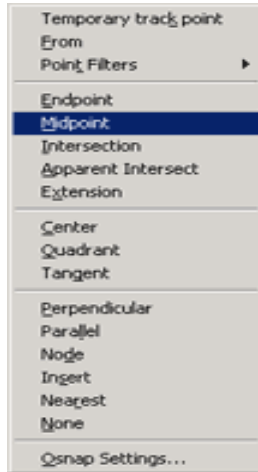 Temporary track point
From
Point Filters
Endpoint
Midpoint
Intersection
Apparent Intersect
Extension
Center
Quadrant
Tangent
Perpendicular
Parallel
Node
Insert
Nearest
None
Osnap Settings...